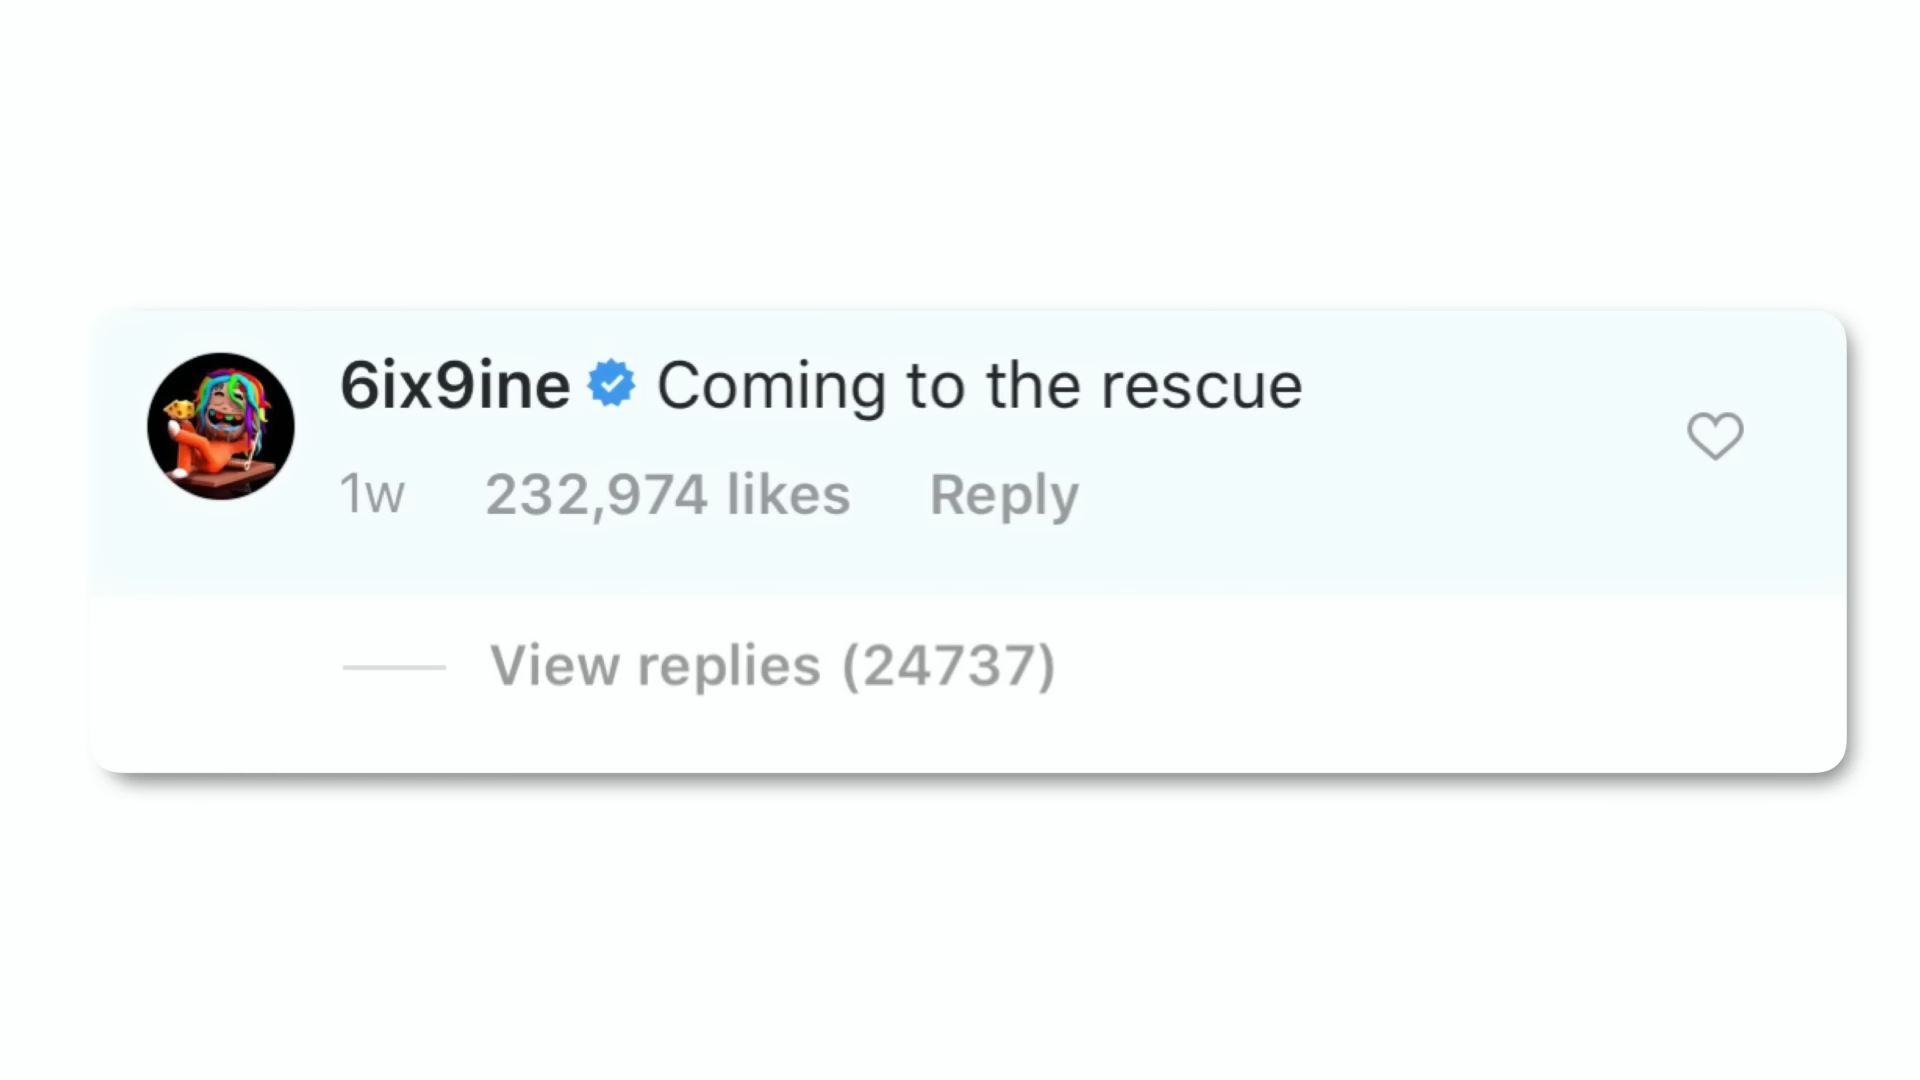 6ix9ine Coming to the rescue
1w 232,974 likes Reply
View replies (24737)